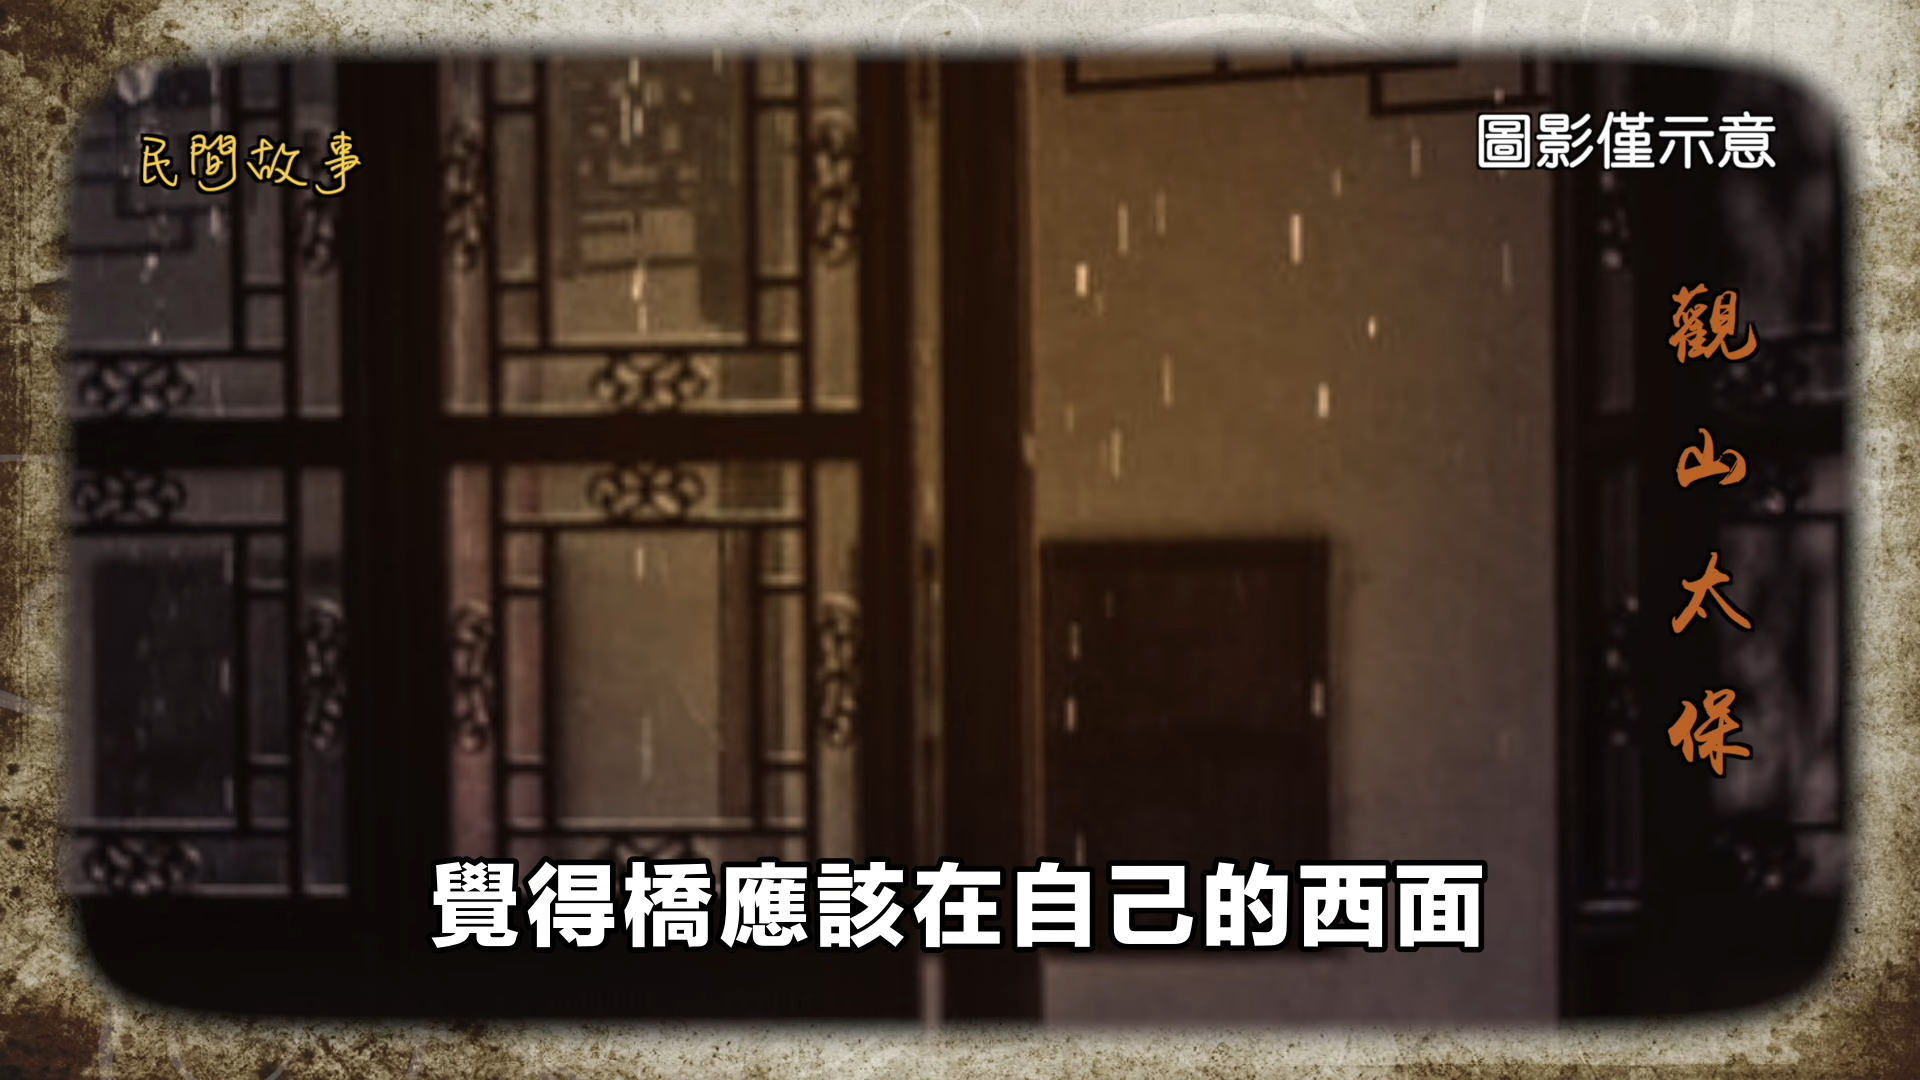 民間故事
圖影僅示意
觀山太保
覺得橋應該在自己的西面